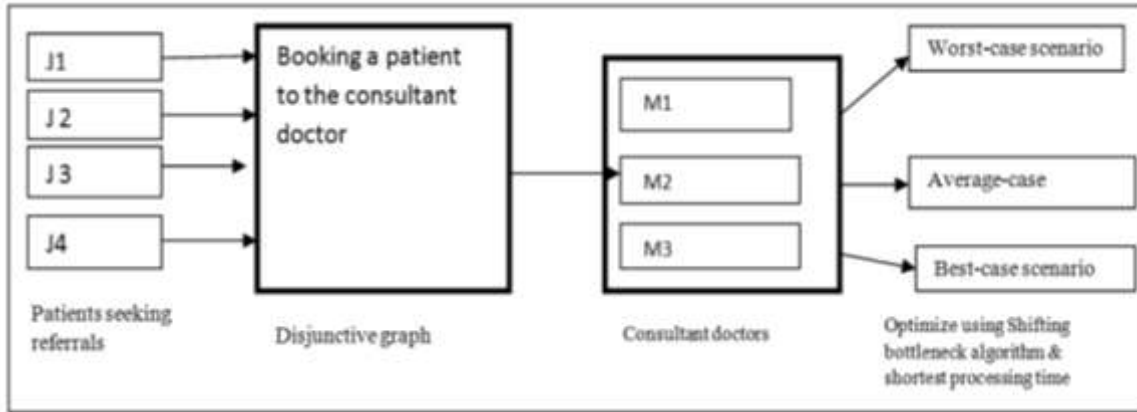 J1
J 2
J 3
J4
Patients seeking
referrals
Booking a patient
to the consultant
doctor
Disjunctive graph
M1
M2
M3
Consultant doctors
Worst-case scenario
Average-case
Best-case scenario
Optimize using Shifting
bottleneck algorithm &
shortest processing time